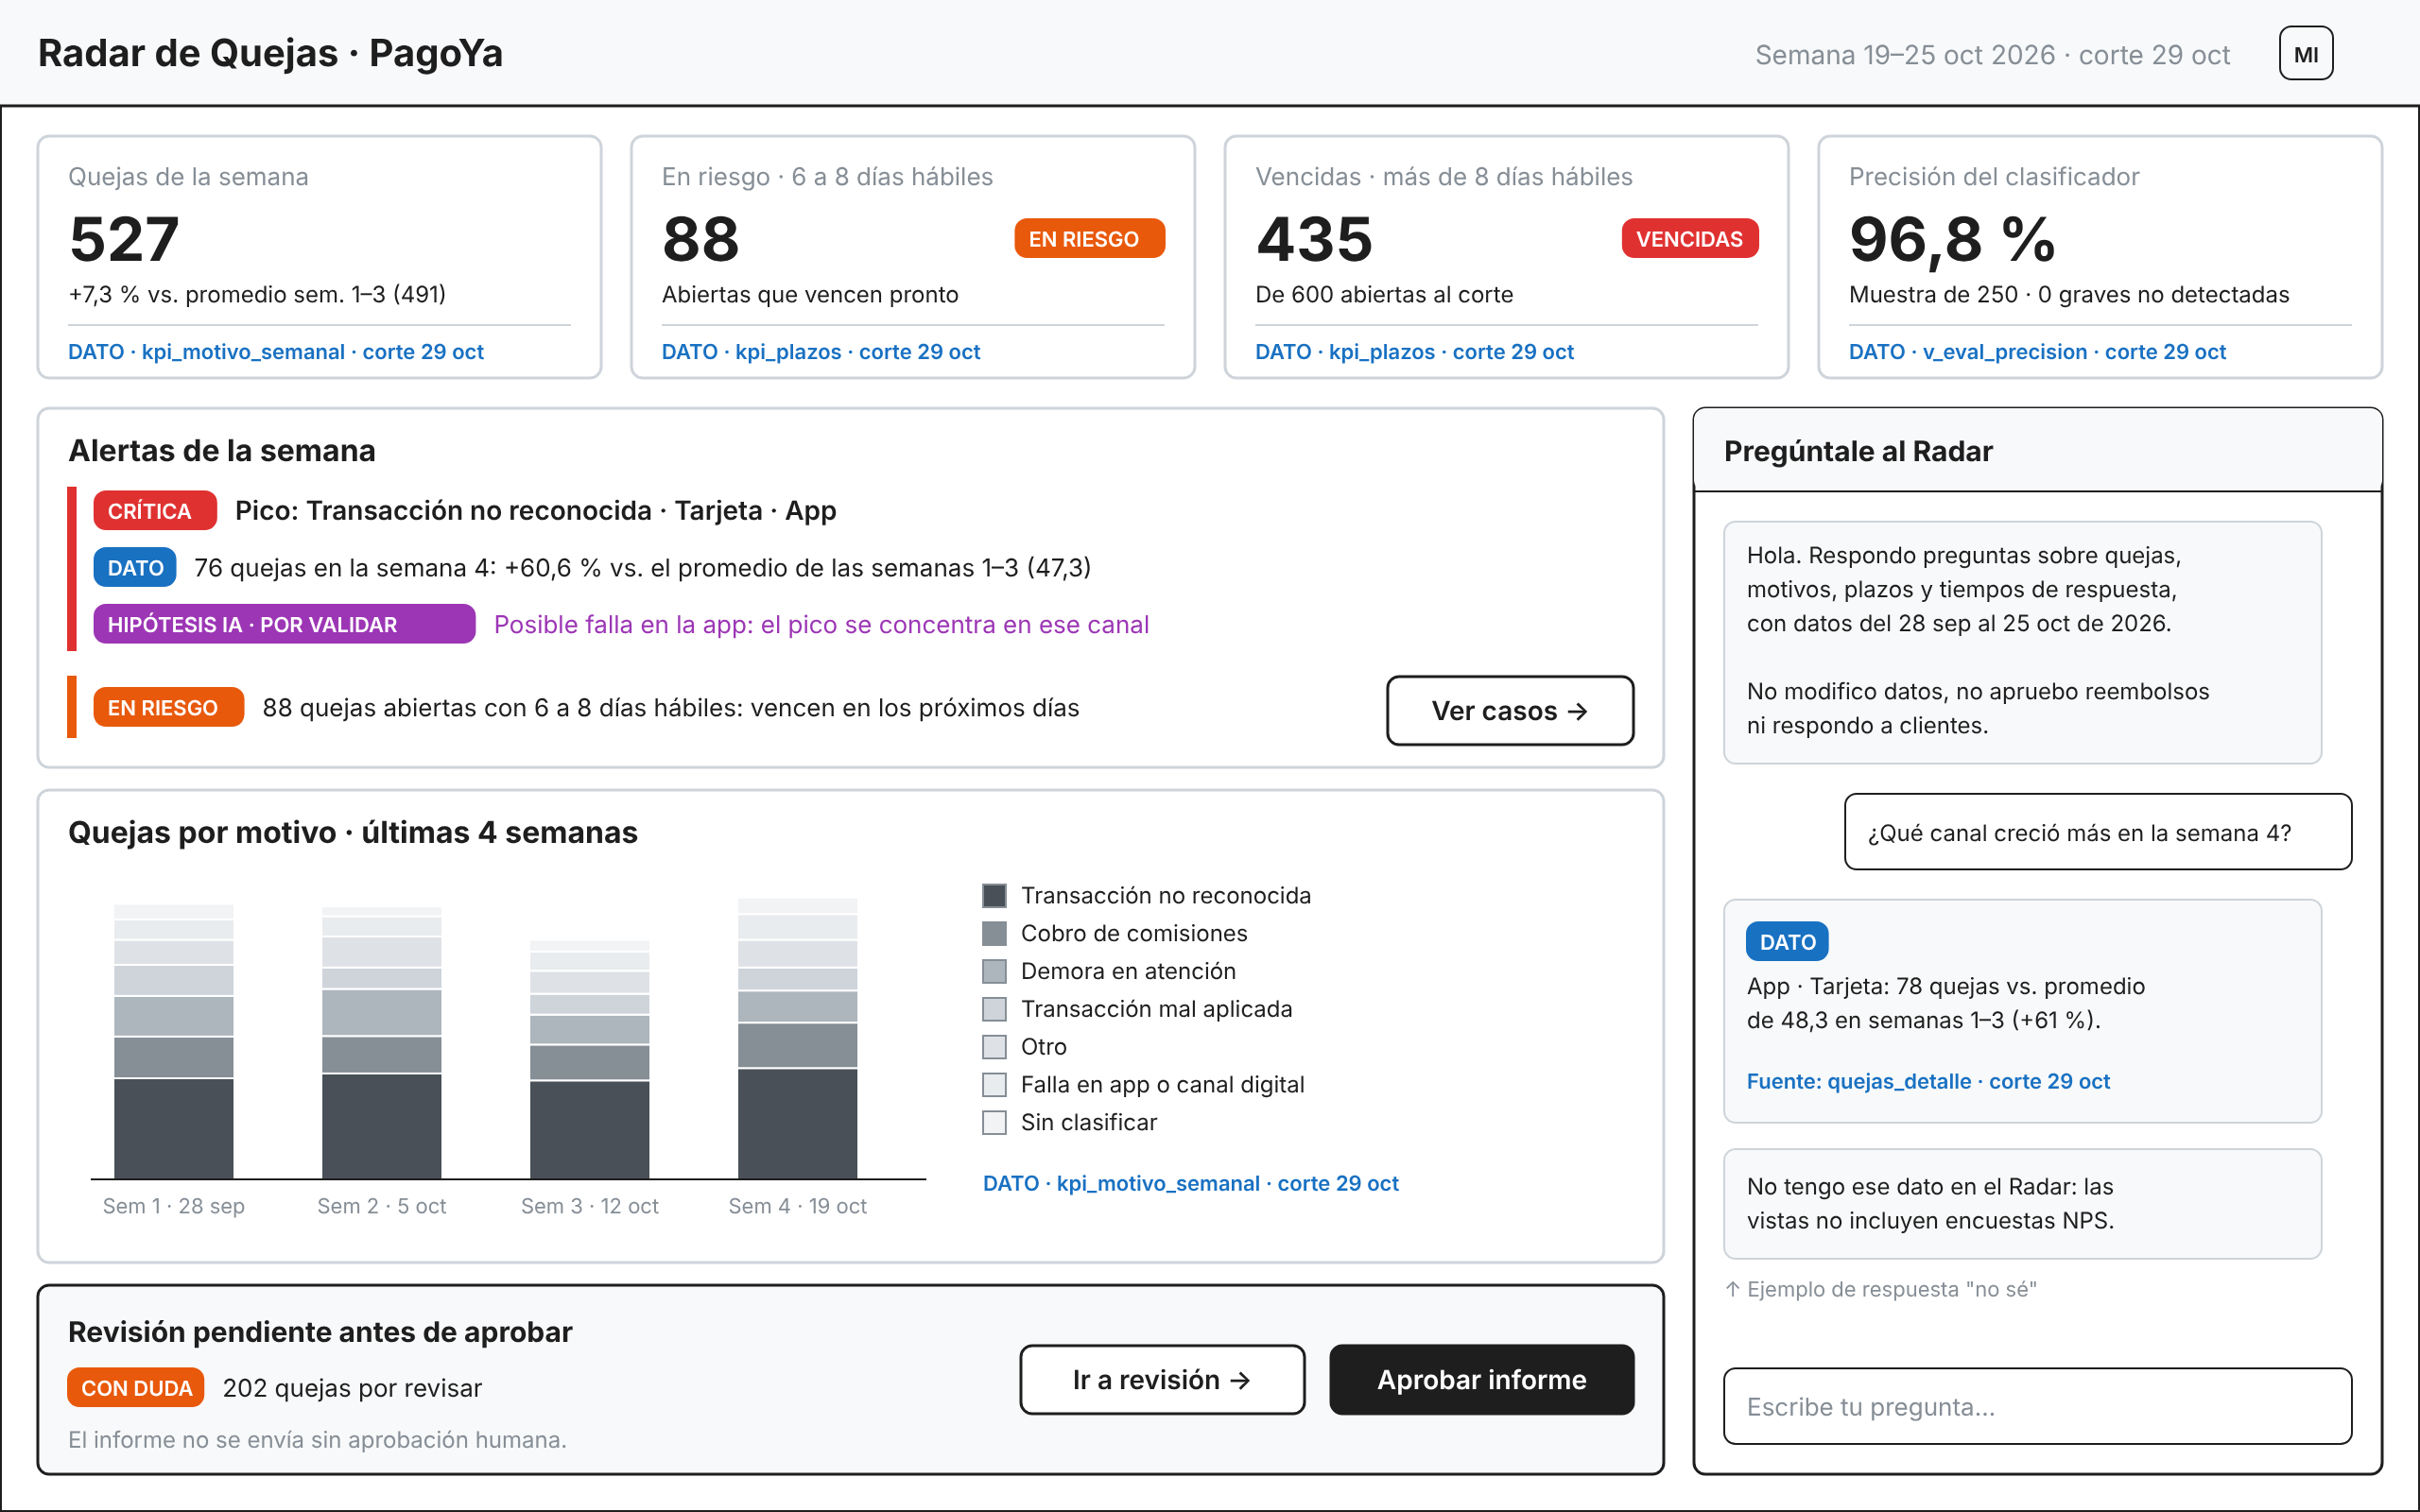 Radar de Quejas · PagoYa
Semana 19–25 oct 2026 · corte 29 oct
MI
Quejas de la semana
527
+7,3 % vs. promedio sem. 1–3 (491)
DATO · kpi_motivo_semanal · corte 29 oct
En riesgo · 6 a 8 días hábiles
88
EN RIESGO
Abiertas que vencen pronto
DATO · kpi_plazos · corte 29 oct
Vencidas · más de 8 días hábiles
435
VENCIDAS
De 600 abiertas al corte
DATO · kpi_plazos · corte 29 oct
Precisión del clasificador
96,8 %
Muestra de 250 · 0 graves no detectadas
DATO · v_eval_precision · corte 29 oct
Alertas de la semana
CRÍTICA
Pico: Transacción no reconocida · Tarjeta · App
DATO
76 quejas en la semana 4: +60,6 % vs. el promedio de las semanas 1–3 (47,3)
HIPÓTESIS IA · POR VALIDAR
Posible falla en la app: el pico se concentra en ese canal
EN RIESGO
88 quejas abiertas con 6 a 8 días hábiles: vencen en los próximos días
Ver casos →
Quejas por motivo · últimas 4 semanas
Sem 1 · 28 sep
Sem 2 · 5 oct
Sem 3 · 12 oct
Sem 4 · 19 oct
Transacción no reconocida
Cobro de comisiones
Demora en atención
Transacción mal aplicada
Otro
Falla en app o canal digital
Sin clasificar
DATO · kpi_motivo_semanal · corte 29 oct
Revisión pendiente antes de aprobar
CON DUDA
202 quejas por revisar
El informe no se envía sin aprobación humana.
Ir a revisión →
Aprobar informe
Pregúntale al Radar
Hola. Respondo preguntas sobre quejas,
motivos, plazos y tiempos de respuesta,
con datos del 28 sep al 25 oct de 2026.
No modifico datos, no apruebo reembolsos
ni respondo a clientes.
¿Qué canal creció más en la semana 4?
DATO
App · Tarjeta: 78 quejas vs. promedio
de 48,3 en semanas 1–3 (+61 %).
Fuente: quejas_detalle · corte 29 oct
No tengo ese dato en el Radar: las
vistas no incluyen encuestas NPS.
↑ Ejemplo de respuesta "no sé"
Escribe tu pregunta...